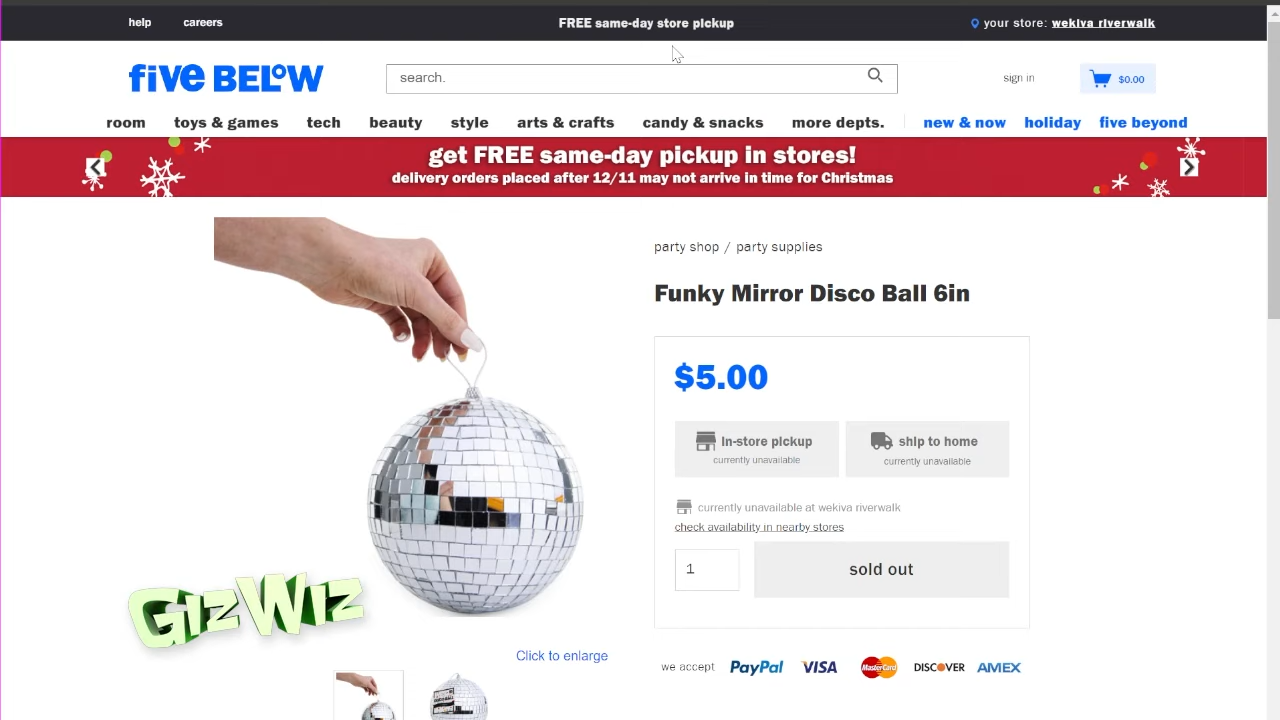 help careers FREE same-day store pickup your store: wekiva riverwalk
five BELOW search. sign in $0.00
room toys & games tech beauty style arts & crafts candy & snacks more depts. new & now holiday five beyond
get FREE same-day pickup in stores!
delivery orders placed after 12/11 may not arrive in time for Christmas
party shop / party supplies
Funky Mirror Disco Ball 6in
$5.00
in-store pickup ship to home
currently unavailable currently unavailable
currently unavailable at wekiva riverwalk
check availability in nearby stores
1 sold out
GizWiz
Click to enlarge
we accept PayPal VISA MasterCard DISCOVER AMEX